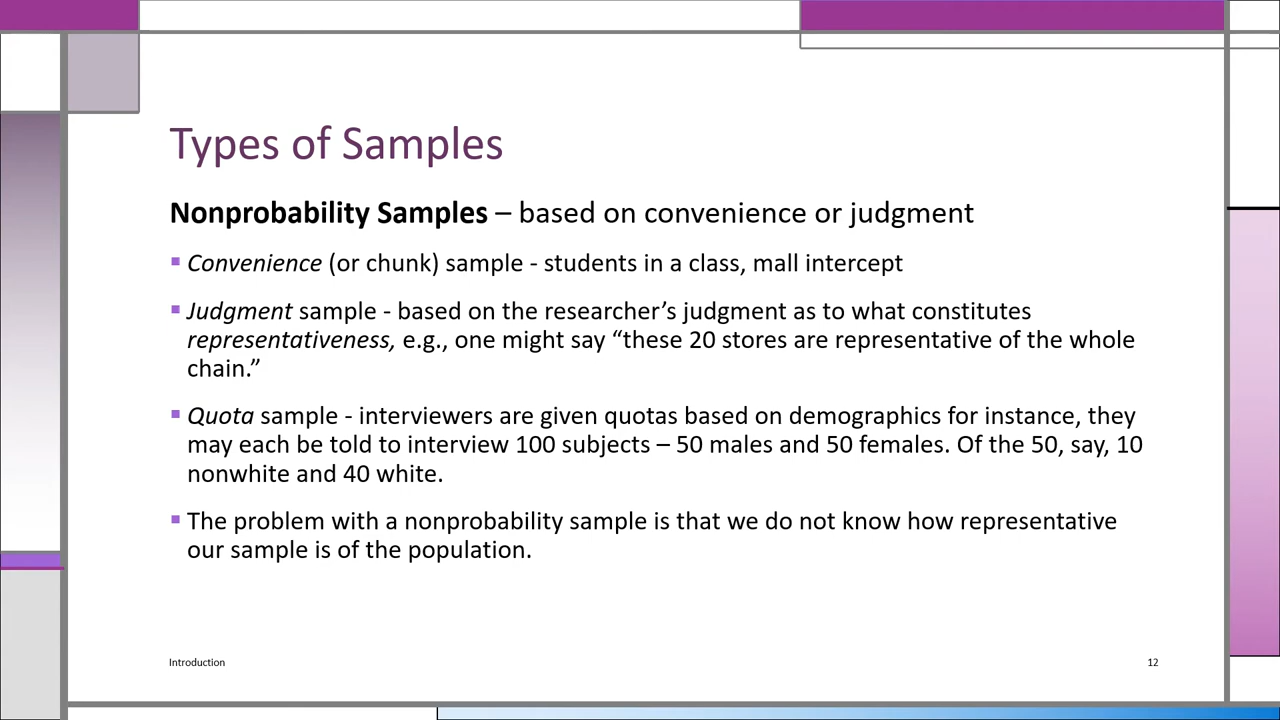 Types of Samples
Nonprobability Samples – based on convenience or judgment
▪ Convenience (or chunk) sample - students in a class, mall intercept
▪ Judgment sample - based on the researcher’s judgment as to what constitutes
representativeness, e.g., one might say “these 20 stores are representative of the whole
chain.”
▪ Quota sample - interviewers are given quotas based on demographics for instance, they
may each be told to interview 100 subjects – 50 males and 50 females. Of the 50, say, 10
nonwhite and 40 white.
▪ The problem with a nonprobability sample is that we do not know how representative
our sample is of the population.
Introduction
12